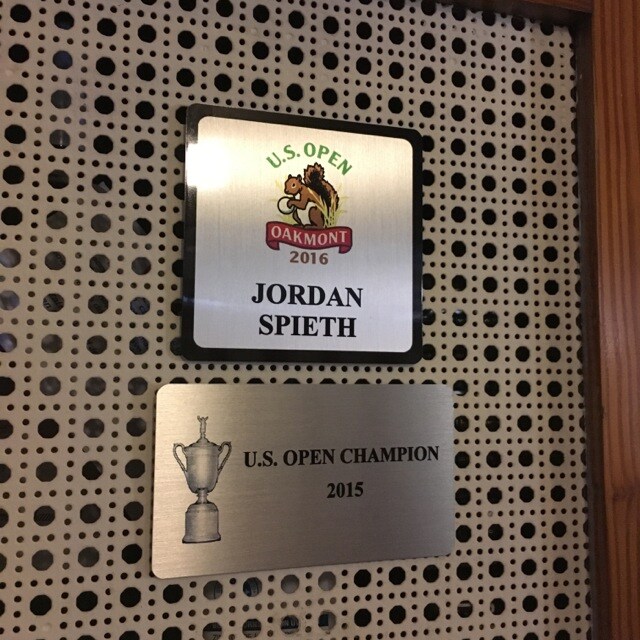 U.S. OPEN
OAKMONT
2016
JORDAN
SPIETH
U.S. OPEN CHAMPION
2015